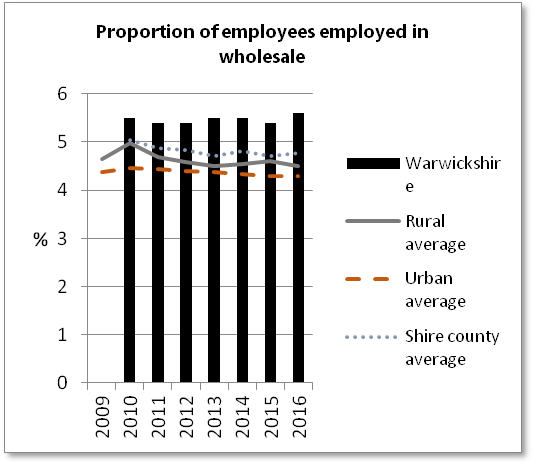 Proportion of employees employed in
wholesale
6
5
4
3
2
1
0
%
2009
2010
2011
2012
2013
2014
2015
2016
Warwickshir
e
Rural
average
Urban
average
Shire county
average